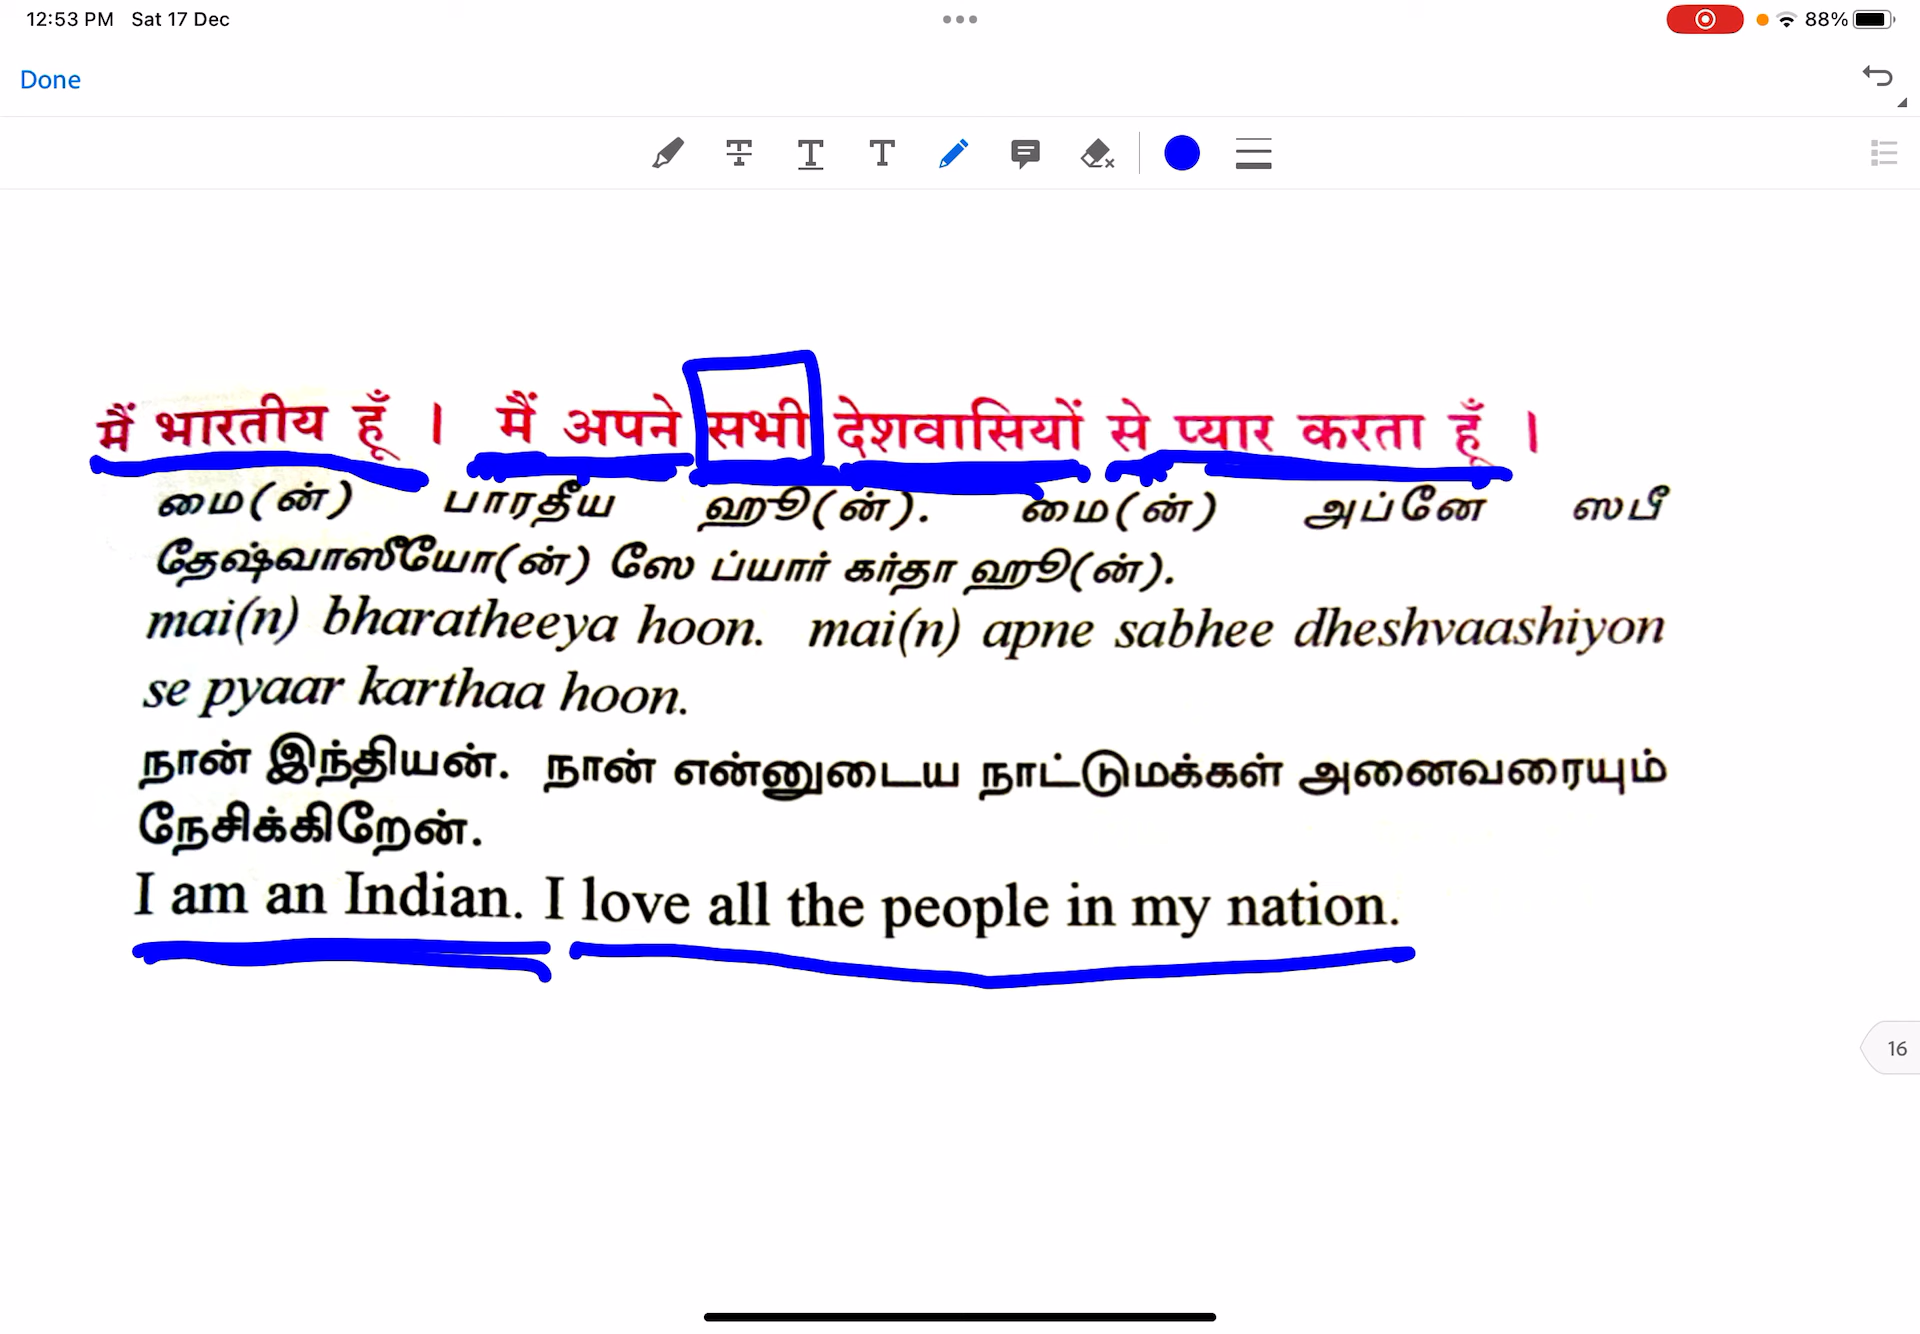 12:53 PM Sat 17 Dec
88%
Done
मैं भारतीय हूँ । मैं अपने सभी देशवासियों से प्यार करता हूँ ।
மை(ன்) பாரதீய ஹூ(ன்). மை(ன்) அப்னே ஸபீ
தேஷ்வாஸீயோ(ன்) ஸே ப்யார் கர்தா ஹூ(ன்).
mai(n) bharatheeya hoon. mai(n) apne sabhee dheshvaashiyon
se pyaar karthaa hoon.
நான் இந்தியன். நான் என்னுடைய நாட்டுமக்கள் அனைவரையும்
நேசிக்கிறேன்.
I am an Indian. I love all the people in my nation.
16